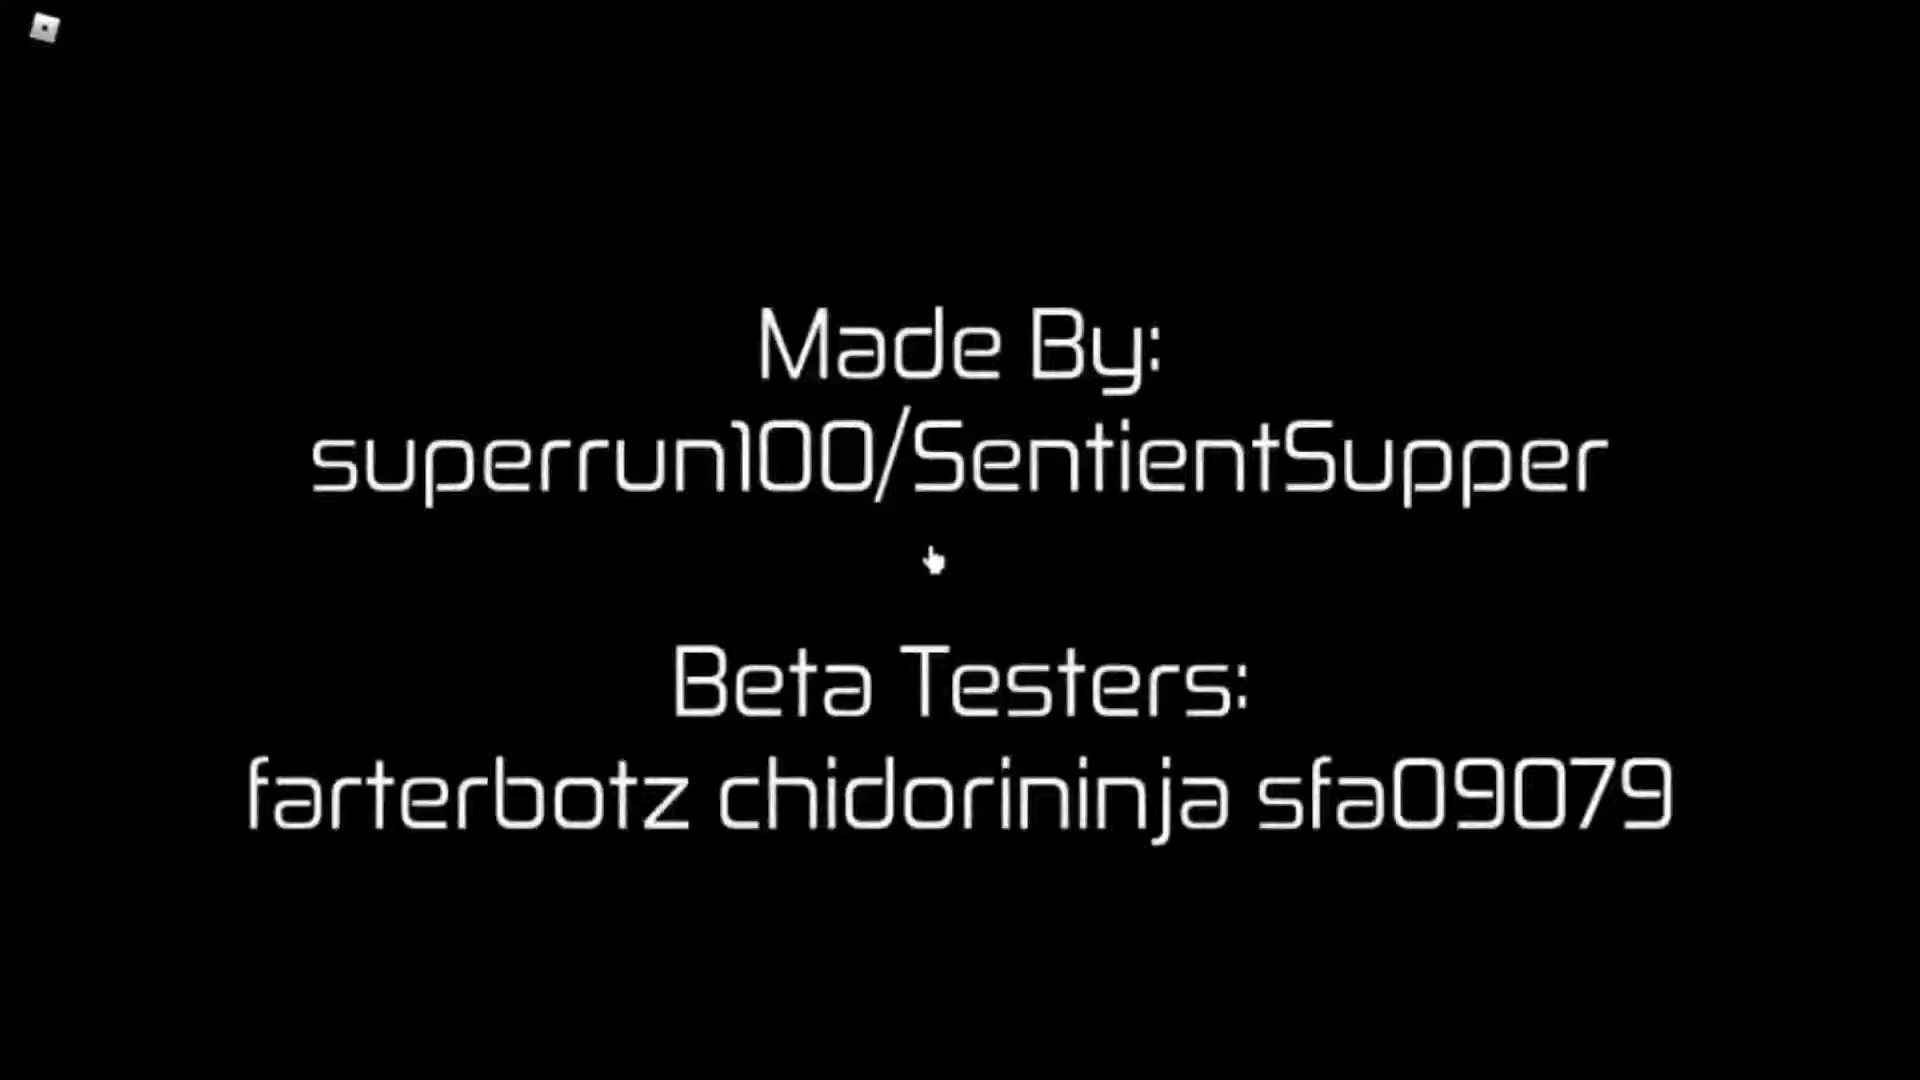 Made By:
superrun100/SentientSupper
Beta Testers:
farterbotz chidorininja sfa09079